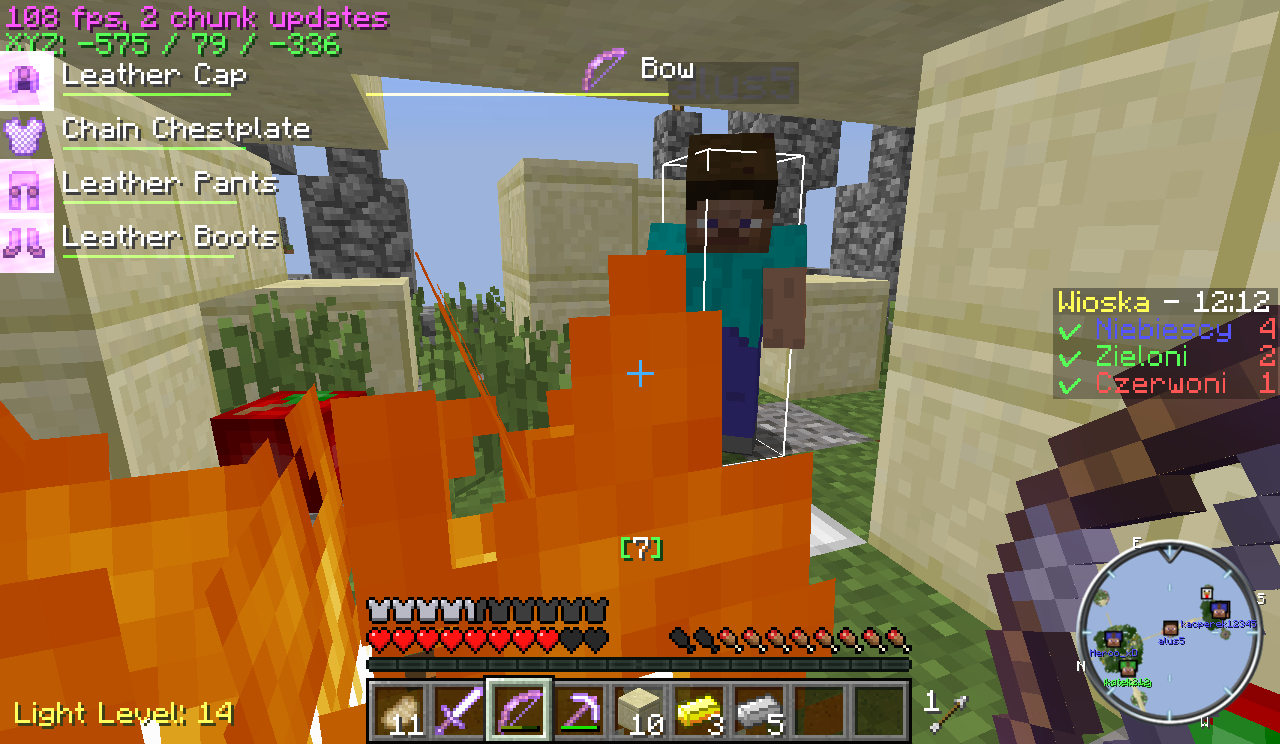 108 fps, 2 chunk updates
XYZ: -575 / 79 / -336
Leather Cap
Bow
alus5
Chain Chestplate
Leather Pants
Leather Boots
Wioska - 12:12
✓ Niebiescy 4
✓ Zieloni 2
✓ Czerwoni 1
[7]
E
S
kacperek12345
alus5
N
W
Light Level: 14
11
10
3
5
1